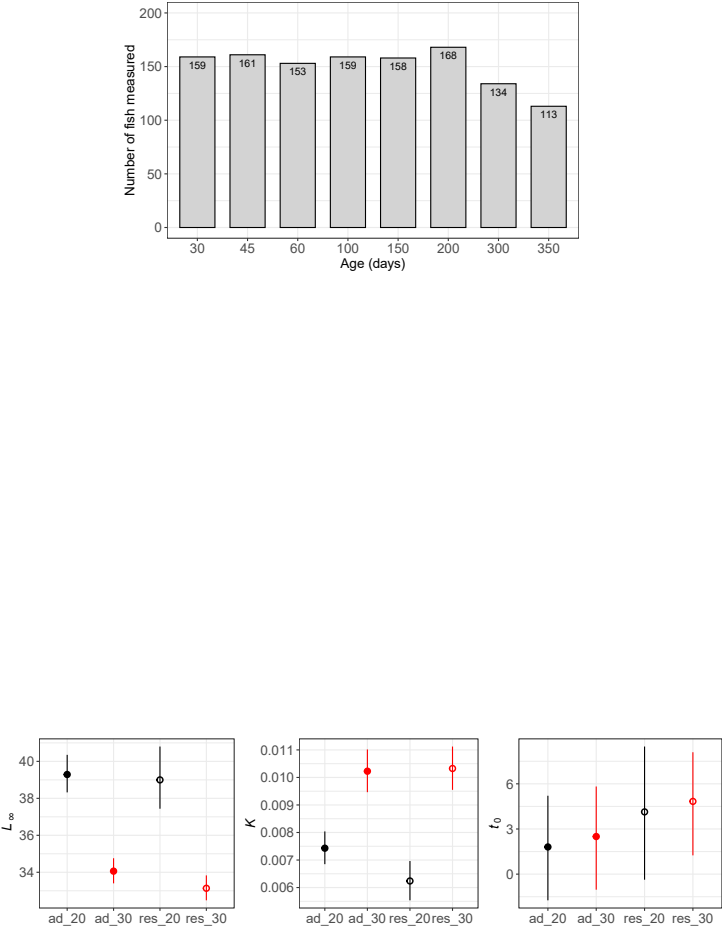 Number of fish measured
200
150
100
50
0
159
161
153
159
158
168
134
113
30 45 60 100 150 200 300 350
Age (days)
L∞
40
38
36
34
ad_20 ad_30 res_20 res_30
K
0.011
0.010
0.009
0.008
0.007
0.006
ad_20 ad_30 res_20 res_30
t0
6
3
0
ad_20 ad_30 res_20 res_30